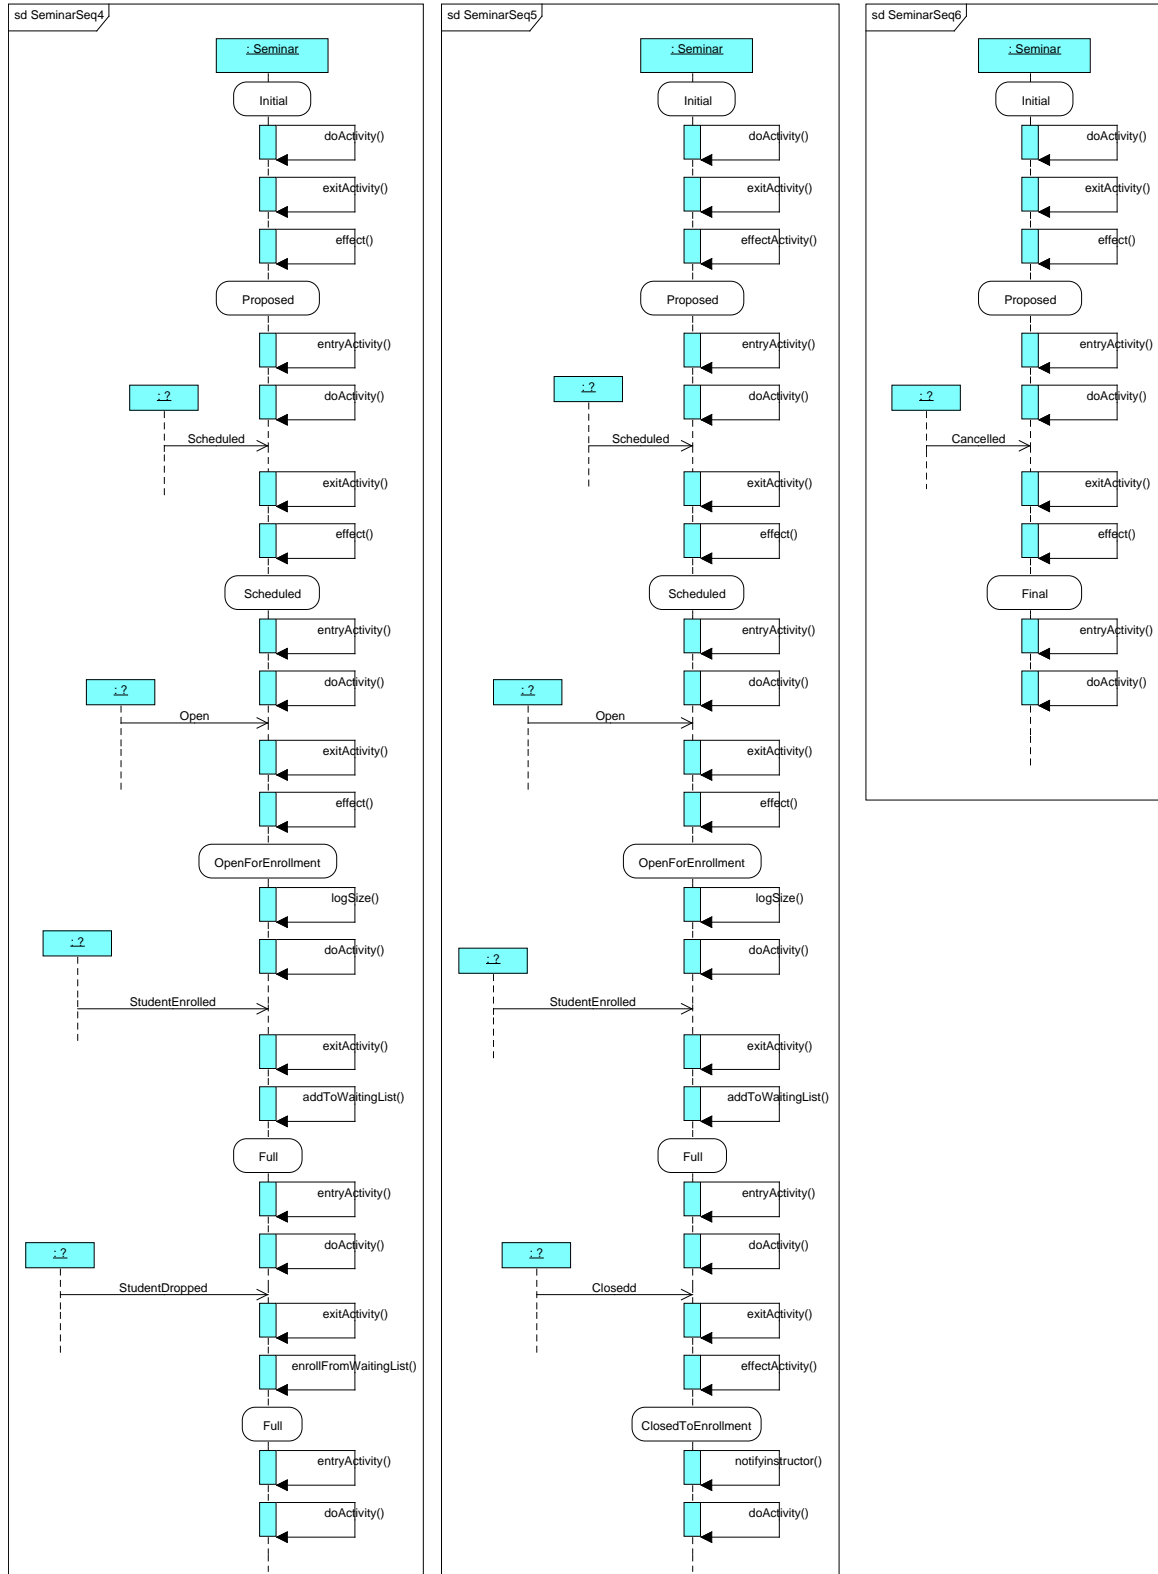 sd SeminarSeq4
: Seminar
Initial
doActivity()
exitActivity()
effect()
Proposed
entryActivity()
: ?
doActivity()
Scheduled
exitActivity()
effect()
Scheduled
entryActivity()
: ?
doActivity()
Open
exitActivity()
effect()
OpenForEnrollment
logSize()
: ?
doActivity()
StudentEnrolled
exitActivity()
addToWaitingList()
Full
entryActivity()
: ?
doActivity()
StudentDropped
exitActivity()
enrollFromWaitingList()
Full
entryActivity()
doActivity()
sd SeminarSeq5
: Seminar
Initial
doActivity()
exitActivity()
effectActivity()
Proposed
entryActivity()
: ?
doActivity()
Scheduled
exitActivity()
effect()
Scheduled
entryActivity()
: ?
doActivity()
Open
exitActivity()
effect()
OpenForEnrollment
logSize()
: ?
doActivity()
StudentEnrolled
exitActivity()
addToWaitingList()
Full
entryActivity()
: ?
doActivity()
Closedd
exitActivity()
effectActivity()
ClosedToEnrollment
notifyinstructor()
doActivity()
sd SeminarSeq6
: Seminar
Initial
doActivity()
exitActivity()
effect()
Proposed
entryActivity()
: ?
doActivity()
Cancelled
exitActivity()
effect()
Final
entryActivity()
doActivity()